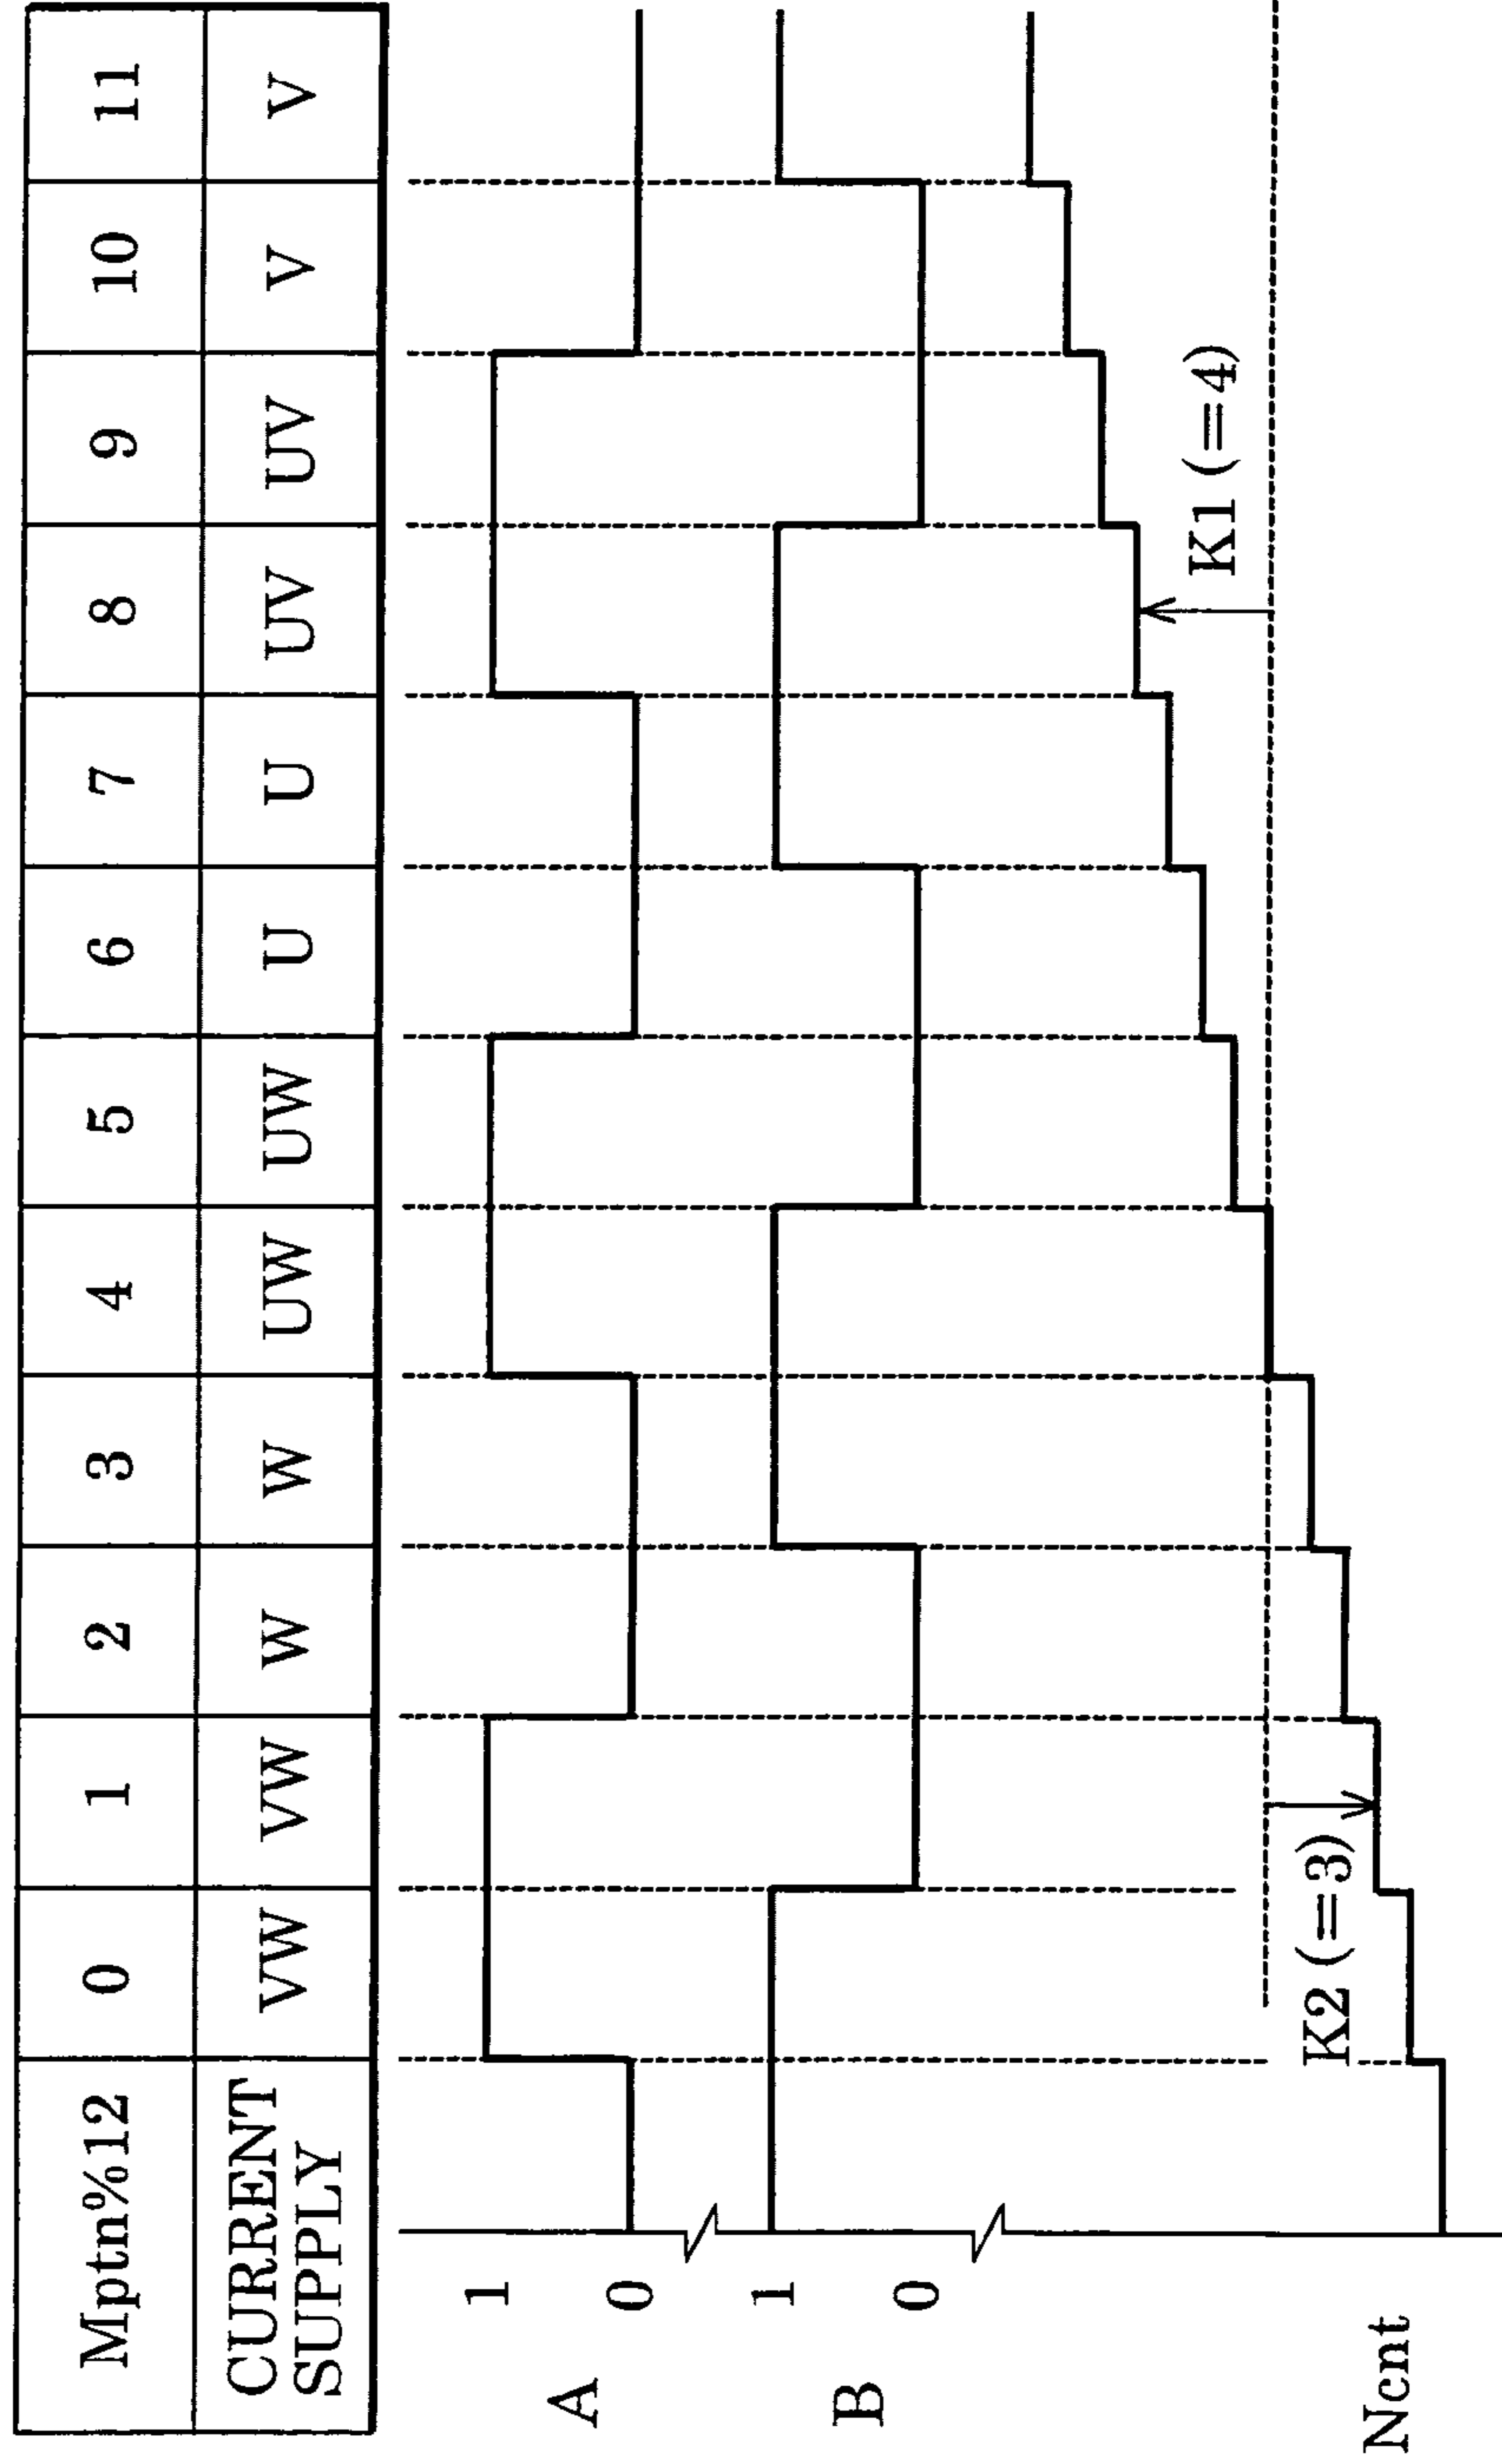 Mptn%12 0 1 2 3 4 5 6 7 8 9 10 11
CURRENT SUPPLY VW VW W W UW UW U U UV UV V V
A
1
0
B
1
0
Ncnt
K2 (=3)
K1 (=4)